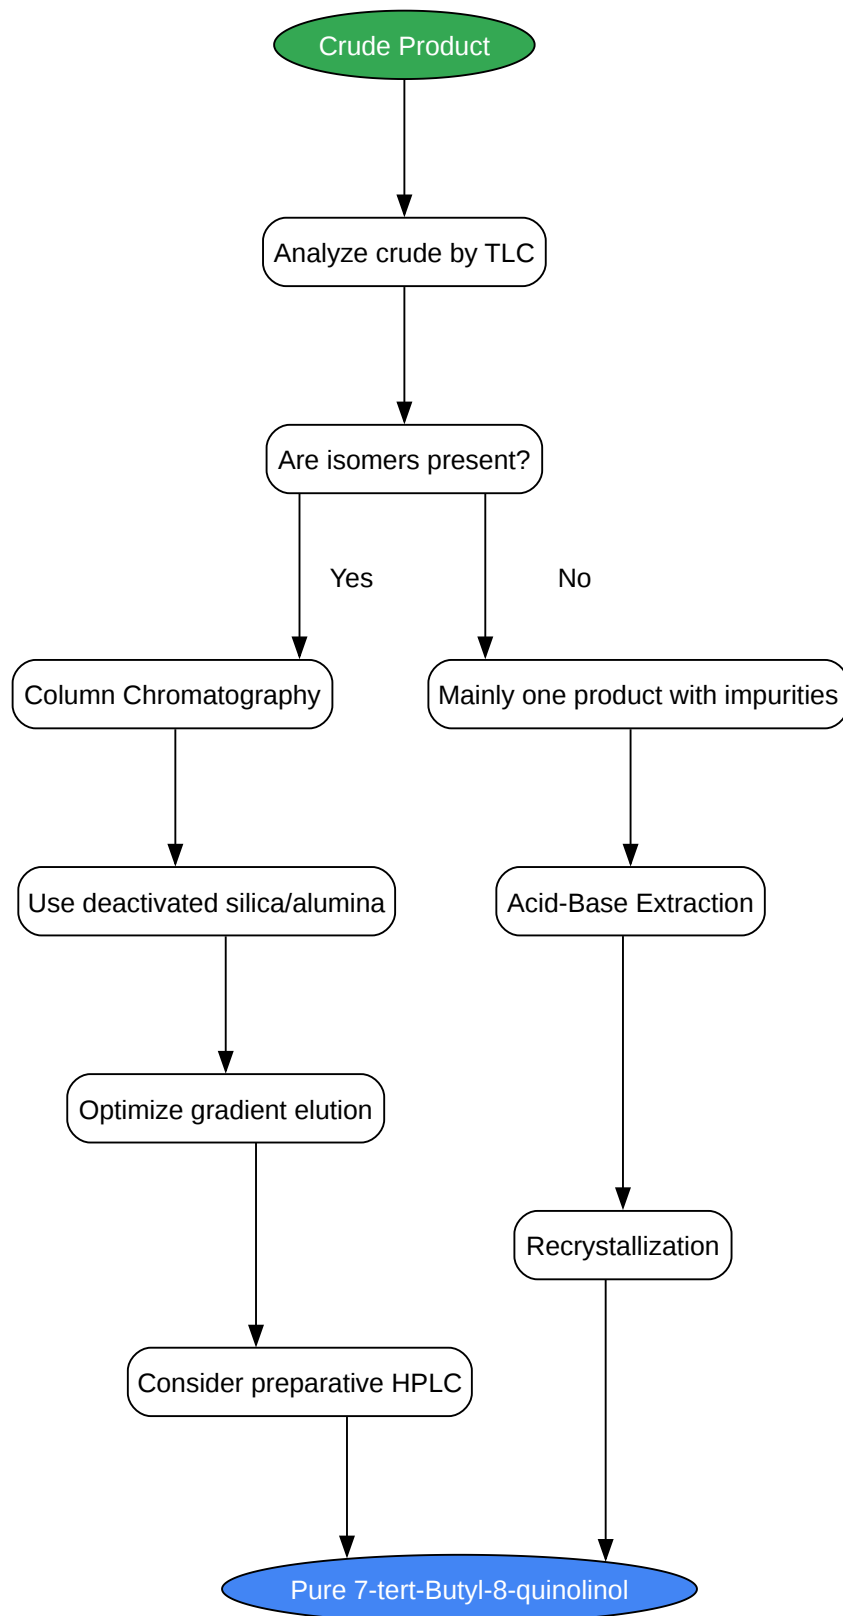 Crude Product
Analyze crude by TLC
Are isomers present?
Yes
No
Column Chromatography
Mainly one product with impurities
Use deactivated silica/alumina
Acid-Base Extraction
Optimize gradient elution
Recrystallization
Consider preparative HPLC
Pure 7-tert-Butyl-8-quinolinol